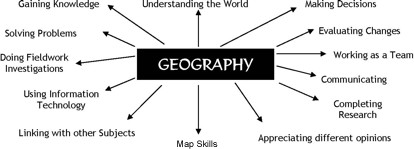 Gaining Knowledge
Understanding the World
Making Decisions
Solving Problems
Evaluating Changes
Doing Fieldwork
Investigations
GEOGRAPHY
Working as a Team
Communicating
Using Information
Technology
Completing
Research
Linking with other Subjects
Map Skills
Appreciating different opinions